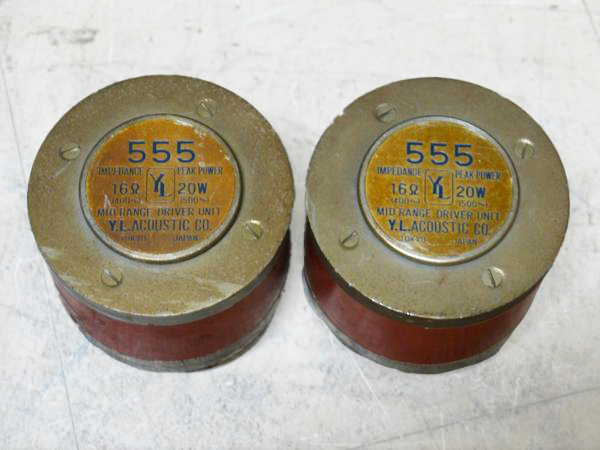 555
IMPEDANCE PEAK POWER
16Ω YL 20W
(400%) (500%)
MID RANGE DRIVER UNIT
Y.L.ACOUSTIC CO.
TOKYO JAPAN
555
IMPEDANCE PEAK POWER
16Ω YL 20W
(400%) (500%)
MID RANGE DRIVER UNIT
Y.L.ACOUSTIC CO.
TOKYO JAPAN